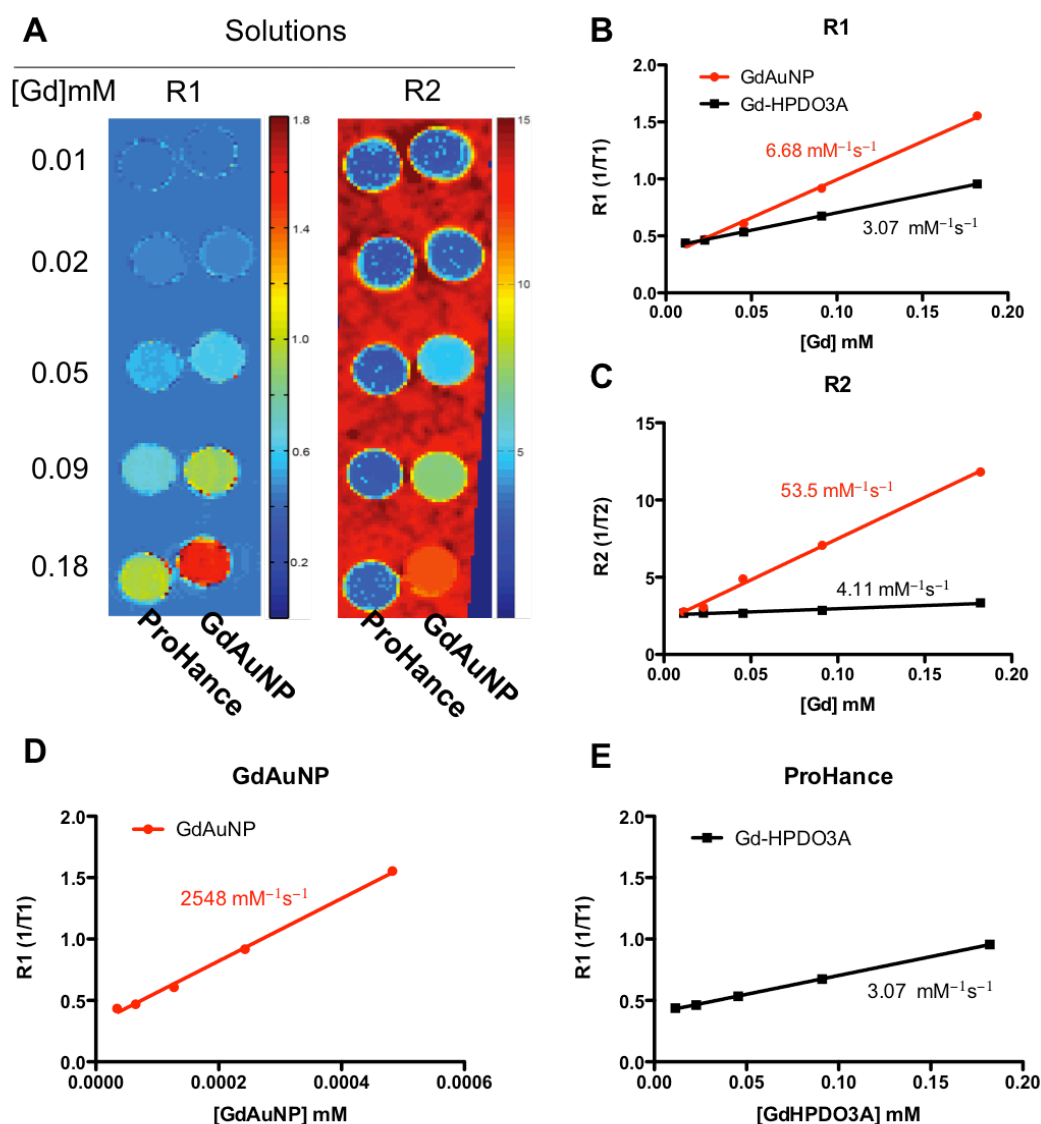 A
Solutions
[Gd]mM R1 R2
0.01
0.02
0.05
0.09
0.18
1.8
1.6
1.4
1.2
1.0
0.8
0.6
0.4
0.2
15
10
5
ProHance
GdAuNP
ProHance
GdAuNP
B
R1
GdAuNP
Gd-HPDO3A
6.68 mM⁻¹s⁻¹
3.07 mM⁻¹s⁻¹
R1 (1/T1)
2.0
1.5
1.0
0.5
0.0
0.00 0.05 0.10 0.15 0.20
[Gd] mM
C
R2
53.5 mM⁻¹s⁻¹
4.11 mM⁻¹s⁻¹
R2 (1/T2)
15
10
5
0
0.00 0.05 0.10 0.15 0.20
[Gd] mM
D
GdAuNP
GdAuNP
2548 mM⁻¹s⁻¹
R1 (1/T1)
2.0
1.5
1.0
0.5
0.0
0.0000 0.0002 0.0004 0.0006
[GdAuNP] mM
E
ProHance
Gd-HPDO3A
3.07 mM⁻¹s⁻¹
R1 (1/T1)
2.0
1.5
1.0
0.5
0.0
0.00 0.05 0.10 0.15 0.20
[GdHPDO3A] mM